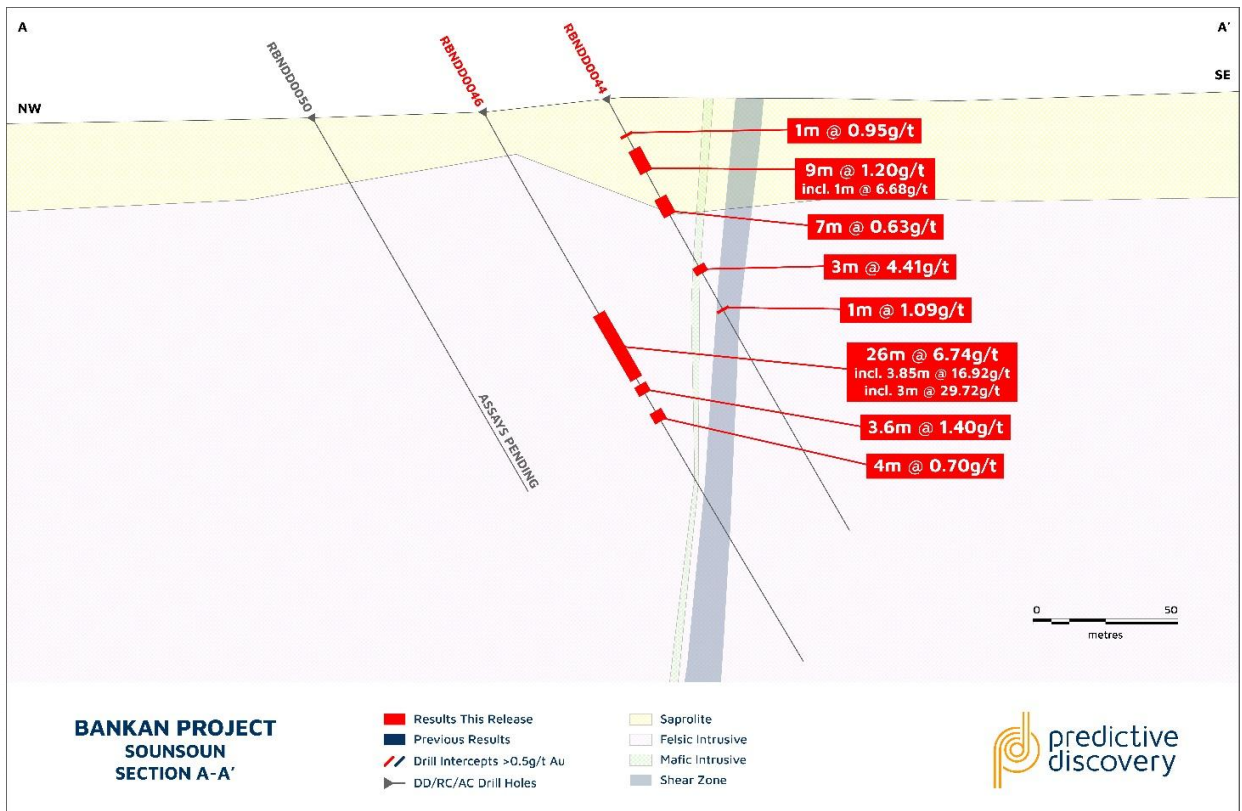 A
A'
NW
SE
RBNDD0050
RBNDD0046
RBNDD0044
1m @ 0.95g/t
9m @ 1.20g/t
incl. 1m @ 6.68g/t
7m @ 0.63g/t
3m @ 4.41g/t
1m @ 1.09g/t
26m @ 6.74g/t
incl. 3.85m @ 16.92g/t
incl. 3m @ 29.72g/t
3.6m @ 1.40g/t
4m @ 0.70g/t
ASSAYS PENDING
0 50
metres
BANKAN PROJECT
SOUNSOUN
SECTION A-A'
Results This Release
Previous Results
Drill Intercepts >0.5g/t Au
DD/RC/AC Drill Holes
Saprolite
Felsic Intrusive
Mafic Intrusive
Shear Zone
predictive
discovery